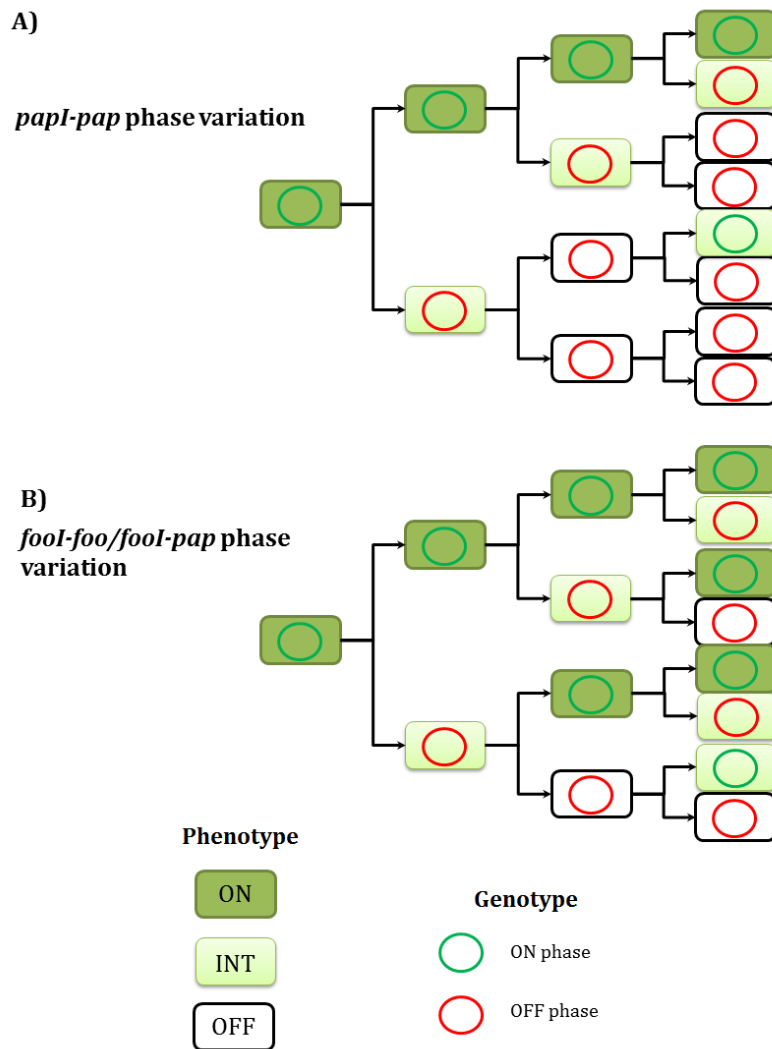 A)
papI-pap phase variation
B)
fooI-foo/fooI-pap phase
variation
Phenotype
ON
INT
OFF
Genotype
ON phase
OFF phase